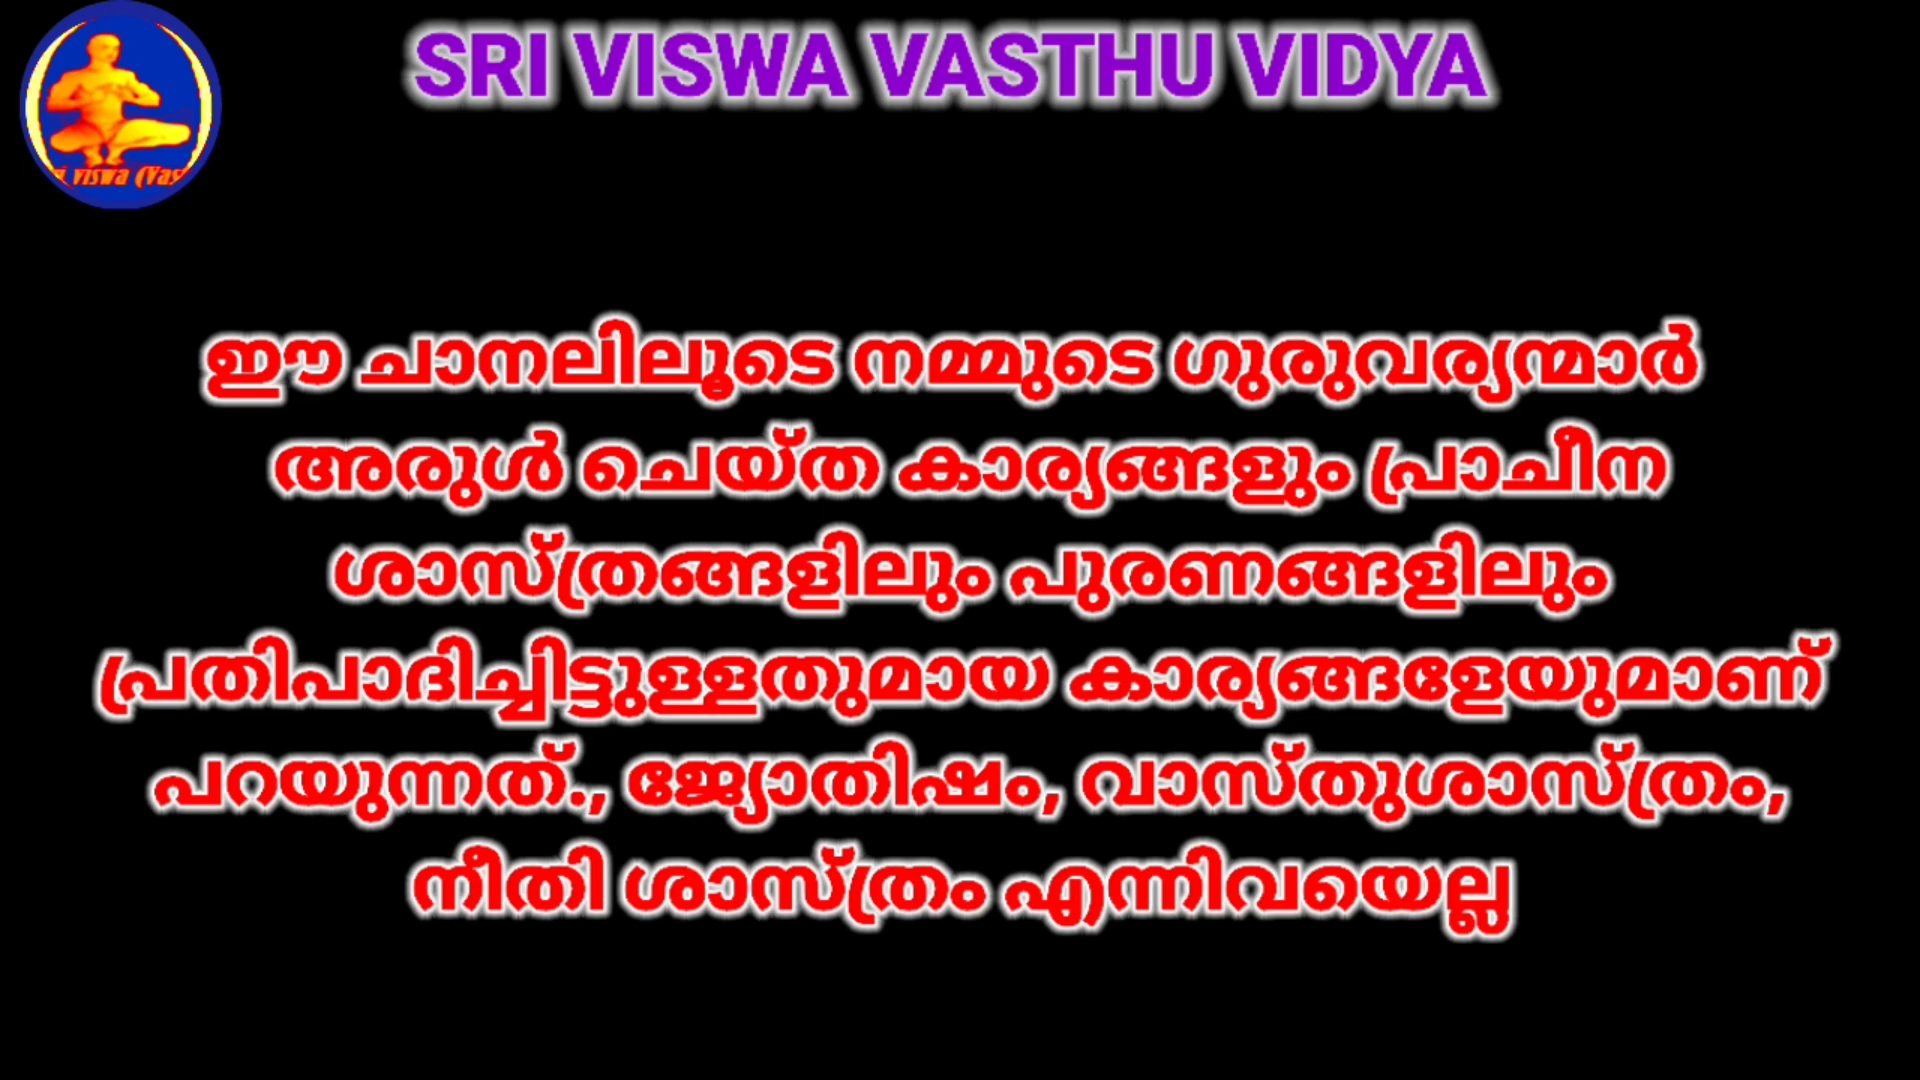 SRI VISWA VASTHU VIDYA
ഈ ചാനലിലൂടെ നമ്മുടെ ഗുരുവര്യന്മാർ
അരുൾ ചെയ്ത കാര്യങ്ങളും പ്രാചീന
ശാസ്ത്രങ്ങളിലും പുരണങ്ങളിലും
പ്രതിപാദിച്ചിട്ടുള്ളതുമായ കാര്യങ്ങളേയുമാണ്
പറയുന്നത്., ജ്യോതിഷം, വാസ്തുശാസ്ത്രം,
നീതി ശാസ്ത്രം എന്നിവയെല്ല
viswa